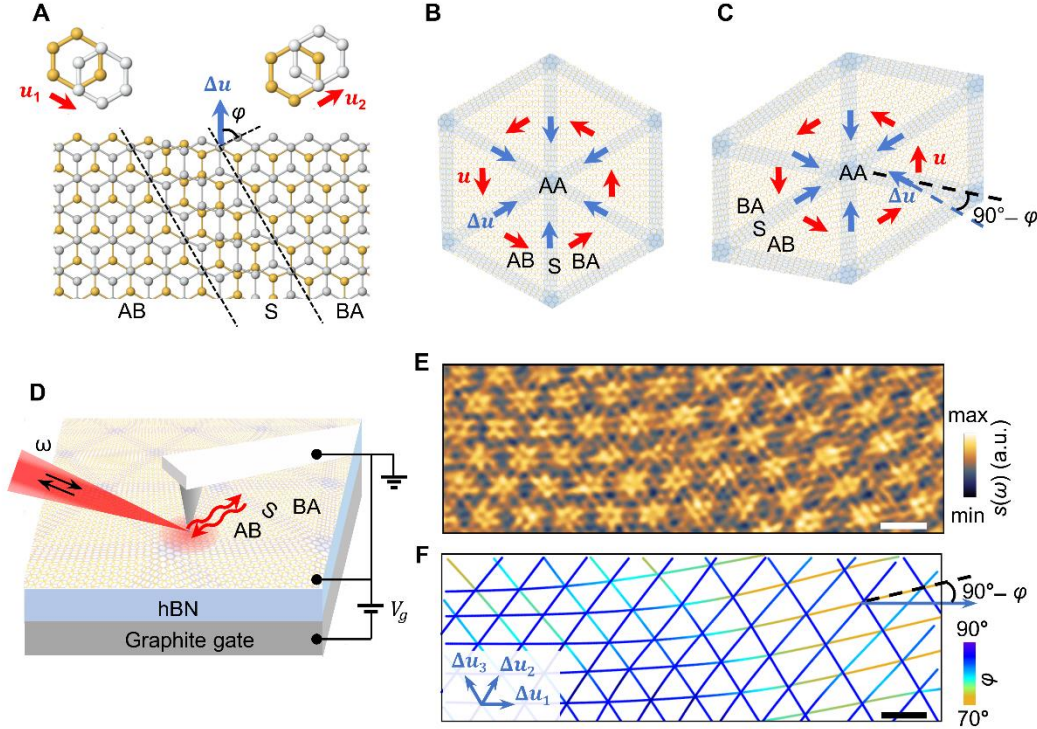 A
u1
Δu
φ
u2
AB
S
BA
B
u
AA
Δu
AB
S
BA
C
u
AA
Δu
BA
S
AB
90°− φ
D
ω
S
BA
AB
hBN
Graphite gate
Vg
E
max
min
s(ω) (a.u.)
F
90°− φ
90°
φ
70°
Δu3
Δu2
Δu1